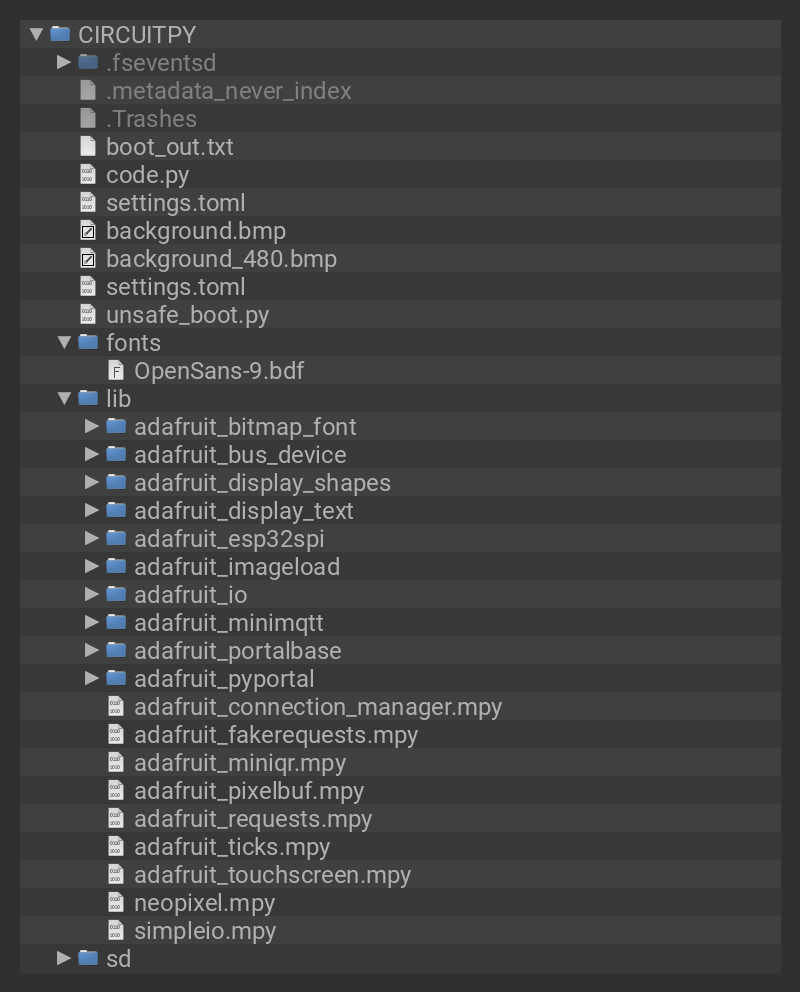 CIRCUITPY
.fseventsd
.metadata_never_index
.Trashes
boot_out.txt
code.py
settings.toml
background.bmp
background_480.bmp
settings.toml
unsafe_boot.py
fonts
OpenSans-9.bdf
lib
adafruit_bitmap_font
adafruit_bus_device
adafruit_display_shapes
adafruit_display_text
adafruit_esp32spi
adafruit_imageload
adafruit_io
adafruit_minimqtt
adafruit_portalbase
adafruit_pyportal
adafruit_connection_manager.mpy
adafruit_fakerequests.mpy
adafruit_miniqr.mpy
adafruit_pixelbuf.mpy
adafruit_requests.mpy
adafruit_ticks.mpy
adafruit_touchscreen.mpy
neopixel.mpy
simpleio.mpy
sd